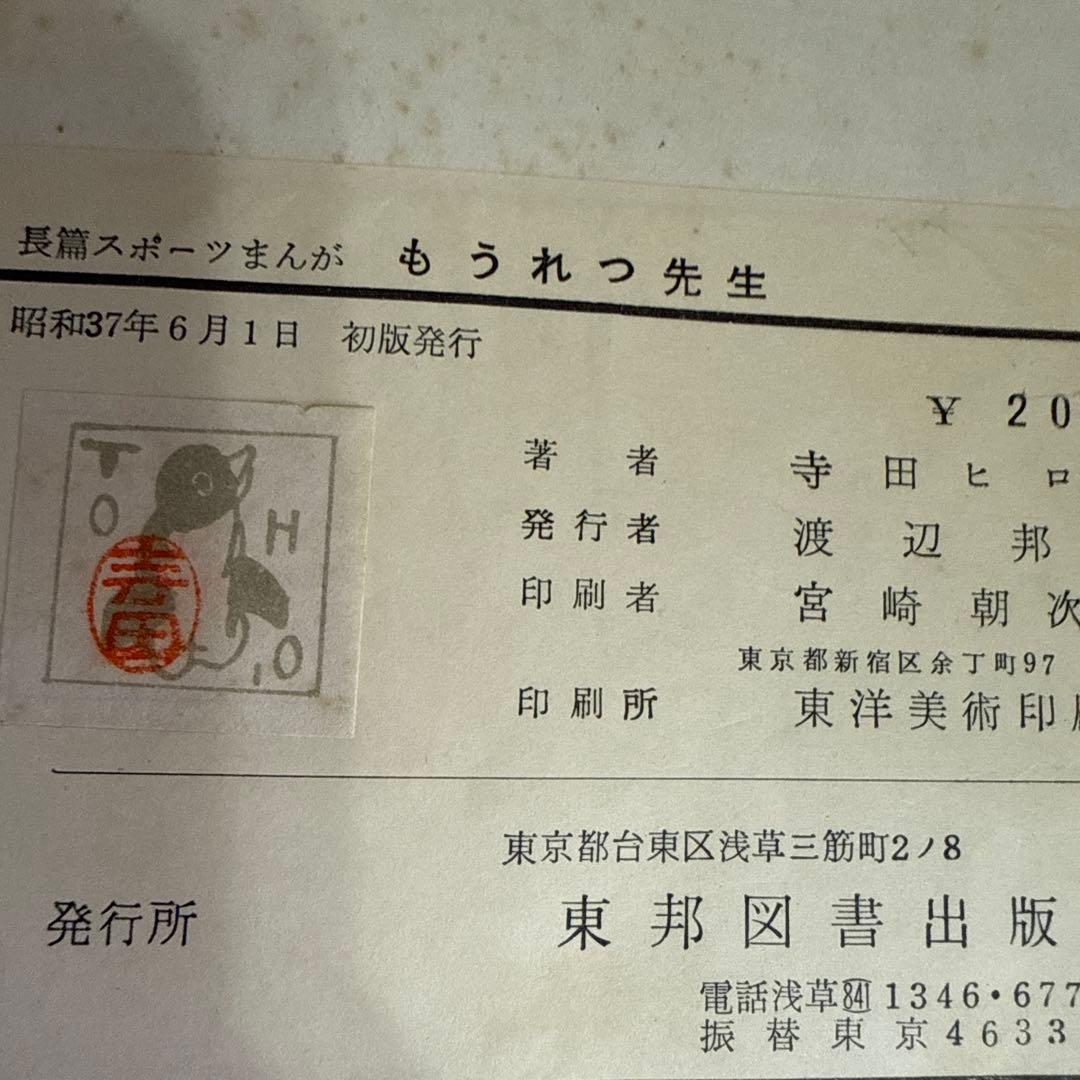 長篇スポーツまんが もうれつ先生
昭和37年6月1日 初版発行
¥ 20
TOHO
著者 寺田ヒロ
発行者 渡辺邦
印刷者 宮崎朝次
東京都新宿区余丁町97
印刷所 東洋美術印
東京都台東区浅草三筋町2ノ8
発行所 東邦図書出版
電話浅草(84)1346・677
振替東京4633